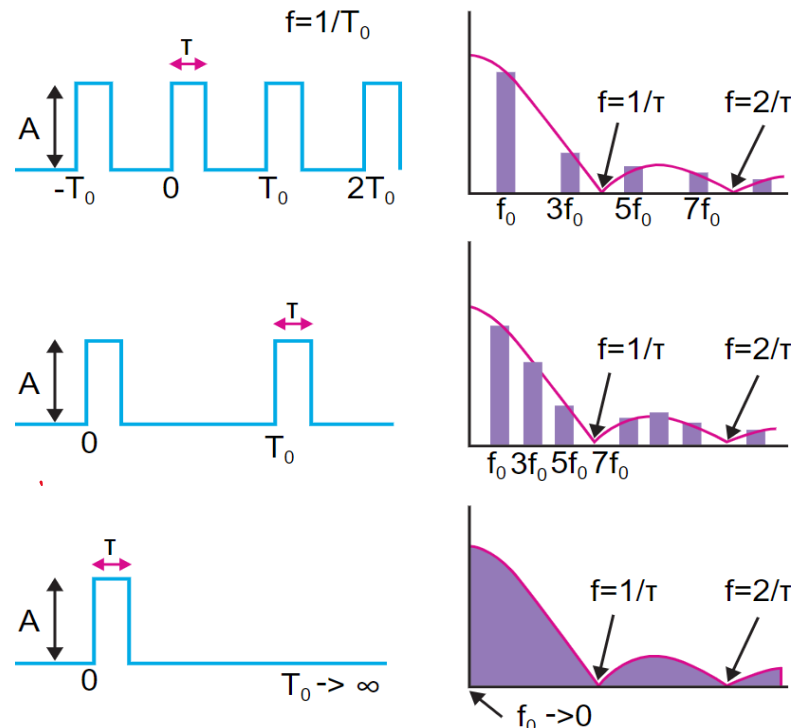 f=1/T₀
τ
A
-T₀ 0 T₀ 2T₀
f=1/τ f=2/τ
f₀ 3f₀ 5f₀ 7f₀
τ
A
0 T₀
f=1/τ f=2/τ
f₀ 3f₀ 5f₀ 7f₀
τ
A
0 T₀ -> ∞
f=1/τ f=2/τ
f₀ ->0